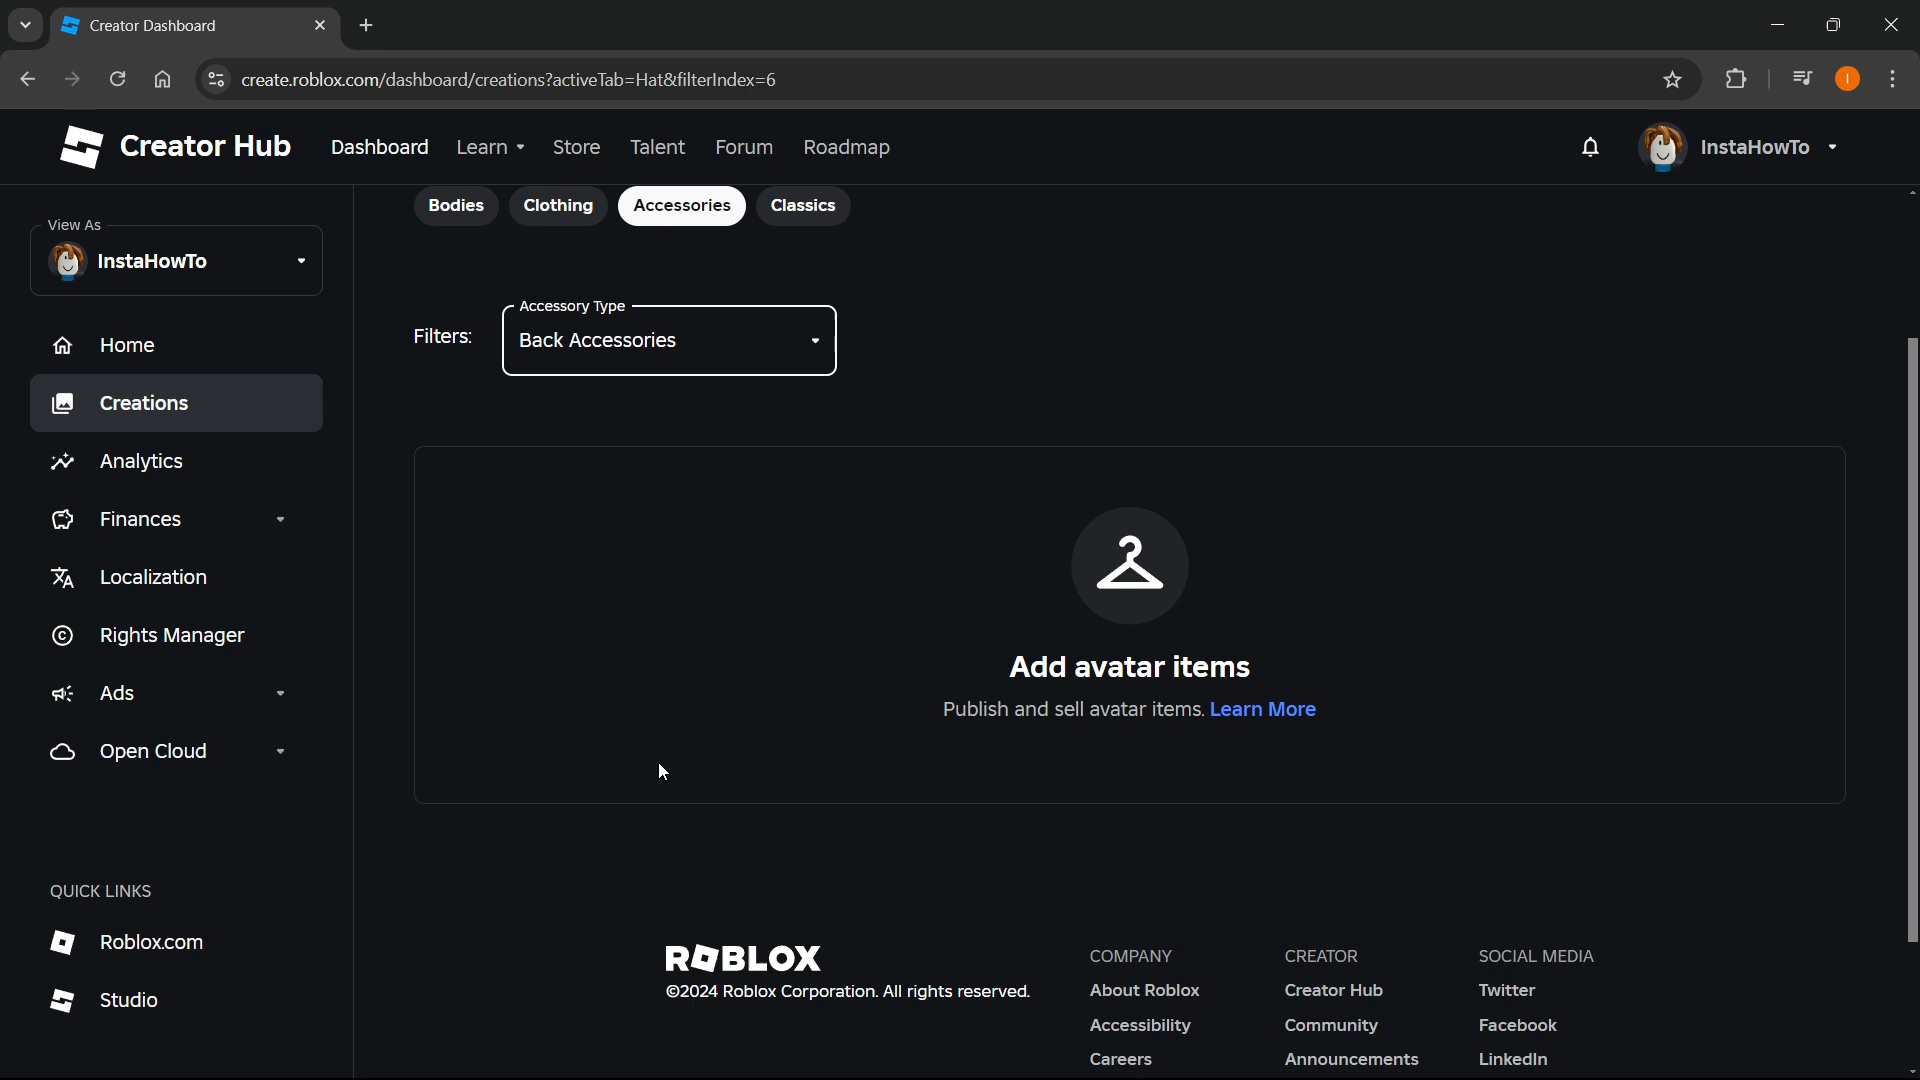 Creator Dashboard
create.roblox.com/dashboard/creations?activeTab=Hat&filterIndex=6
I
Creator Hub
Dashboard
Learn
Store
Talent
Forum
Roadmap
InstaHowTo
View As
InstaHowTo
Home
Creations
Analytics
Finances
Localization
Rights Manager
Ads
Open Cloud
QUICK LINKS
Roblox.com
Studio
Bodies
Clothing
Accessories
Classics
Filters:
Accessory Type
Back Accessories
Add avatar items
Publish and sell avatar items. Learn More
ROBLOX
©2024 Roblox Corporation. All rights reserved.
COMPANY
About Roblox
Accessibility
Careers
CREATOR
Creator Hub
Community
Announcements
SOCIAL MEDIA
Twitter
Facebook
LinkedIn